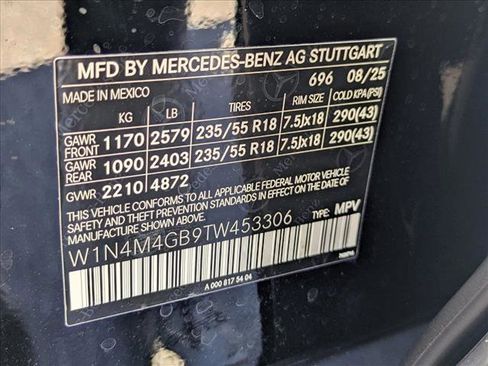 MFD BY MERCEDES-BENZ AG STUTTGART
696 08/25
MADE IN MEXICO
KG LB TIRES RIM SIZE COLD KPA(PSI)
GAWR FRONT 1170 2579 235/55 R18 7.5Jx18 290(43)
GAWR REAR 1090 2403 235/55 R18 7.5Jx18 290(43)
GVWR 2210 4872
THIS VEHICLE CONFORMS TO ALL APPLICABLE FEDERAL MOTOR VEHICLE
SAFETY, BUMPER, AND THEFT PREVENTION STANDARDS IN EFFECT ON THE DATE
OF MANUFACTURE SHOWN ABOVE.
W1N4M4GB9TW453306 TYPE: MPV
A 000 817 54 04